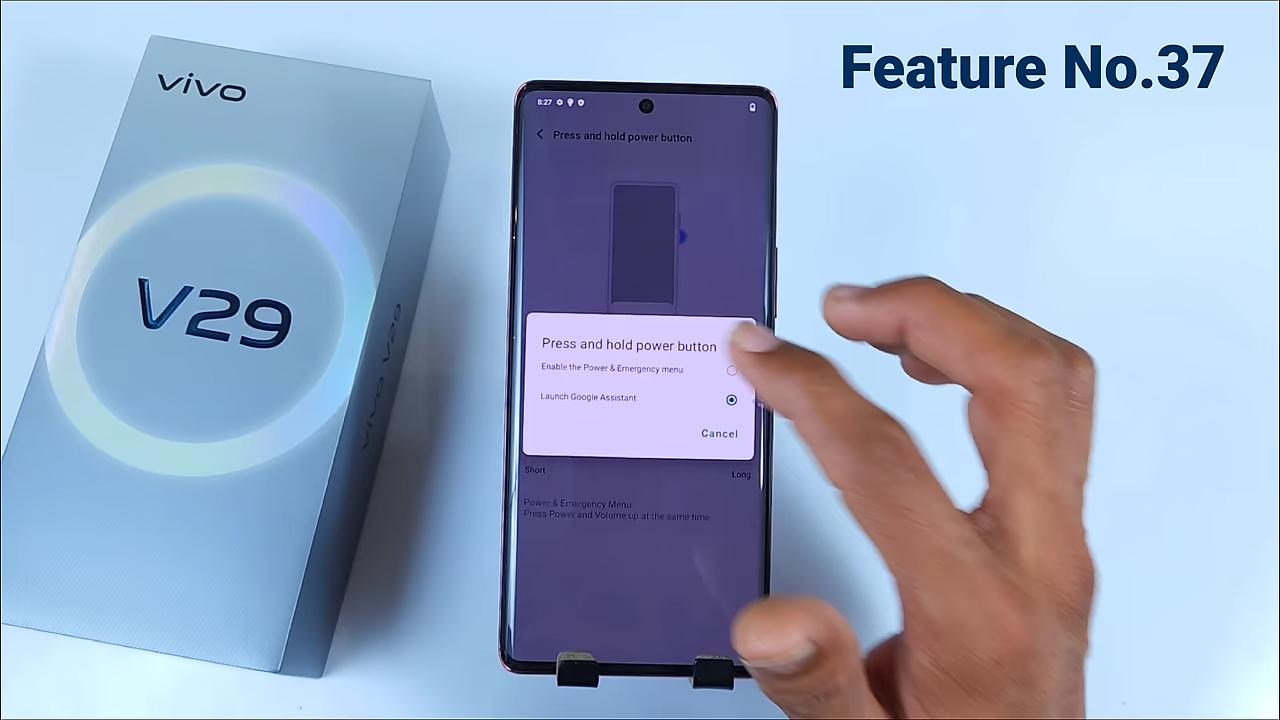 Feature No.37
vivo
V29
vivo V29
8:27
Press and hold power button
Press and hold power button
Enable the Power & Emergency menu
Launch Google Assistant
Cancel
Short
Long
Power & Emergency Menu
Press Power and Volume up at the same time.